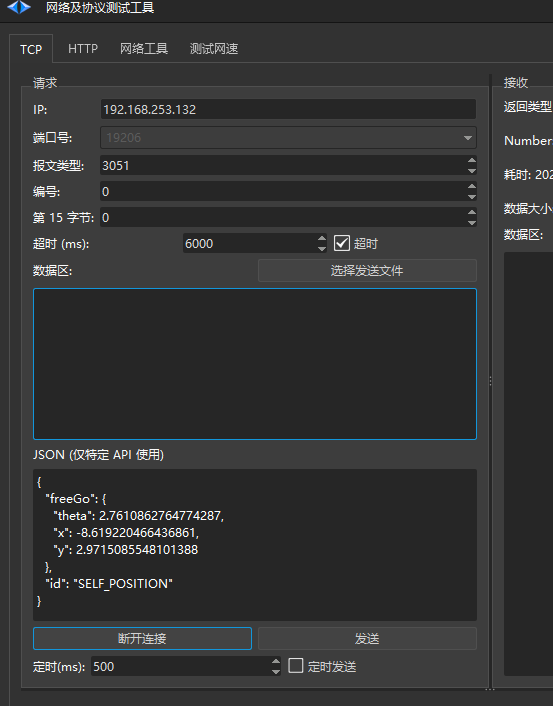 网络及协议测试工具
TCP HTTP 网络工具 测试网速
请求
IP: 192.168.253.132
端口号: 19206
报文类型: 3051
编号: 0
第 15 字节: 0
超时 (ms): 6000 超时
数据区: 选择发送文件
JSON (仅特定 API 使用)
{
"freeGo": {
"theta": 2.7610862764774287,
"x": -8.619220466436861,
"y": 2.9715085548101388
},
"id": "SELF_POSITION"
}
断开连接 发送
定时(ms): 500 定时发送
接收
返回类型
Number:
耗时: 202
数据大小
数据区: